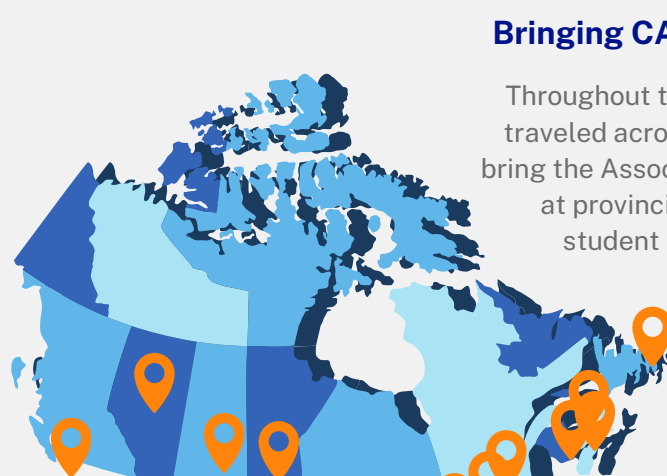 Bringing CA
Throughout t
traveled acro
bring the Assoc
at provinci
student